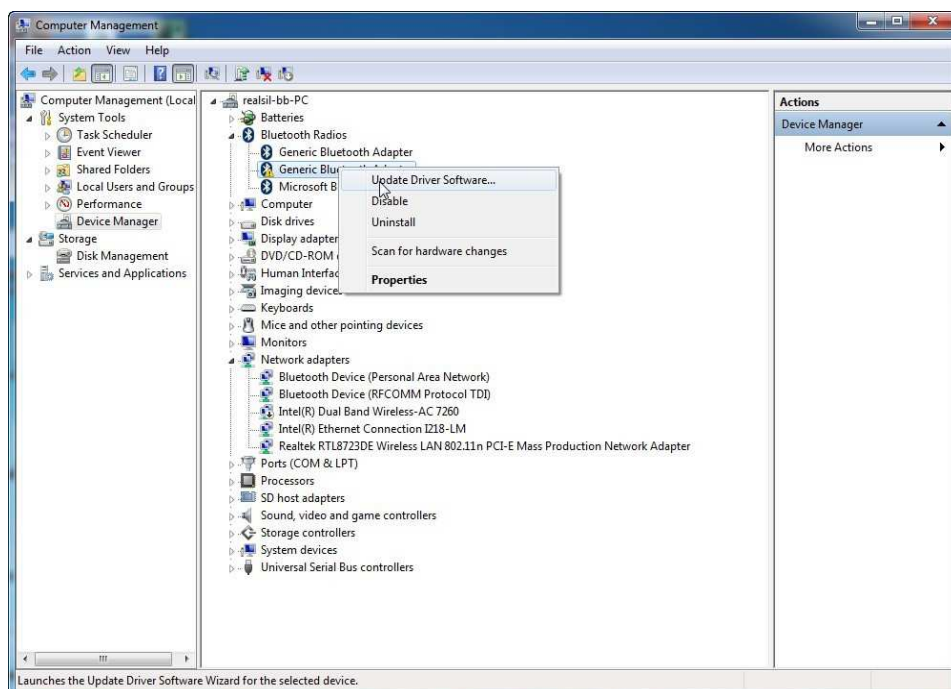 Computer Management
File Action View Help
Computer Management (Local
System Tools
Task Scheduler
Event Viewer
Shared Folders
Local Users and Groups
Performance
Device Manager
Storage
Disk Management
Services and Applications
realsil-bb-PC
Batteries
Bluetooth Radios
Generic Bluetooth Adapter
Generic
Microsoft B
Computer
Disk drives
Display adapter
DVD/CD-ROM
Human Interfac
Imaging device
Keyboards
Mice and other pointing devices
Monitors
Network adapters
Bluetooth Device (Personal Area Network)
Bluetooth Device (RFCOMM Protocol TDI)
Intel(R) Dual Band Wireless-AC 7260
Intel(R) Ethernet Connection I218-LM
Realtek RTL8723DE Wireless LAN 802.11n PCI-E Mass Production Network Adapter
Ports (COM & LPT)
Processors
SD host adapters
Sound, video and game controllers
Storage controllers
System devices
Universal Serial Bus controllers
Update Driver Software...
Disable
Uninstall
Scan for hardware changes
Properties
Actions
Device Manager
More Actions
Launches the Update Driver Software Wizard for the selected device.